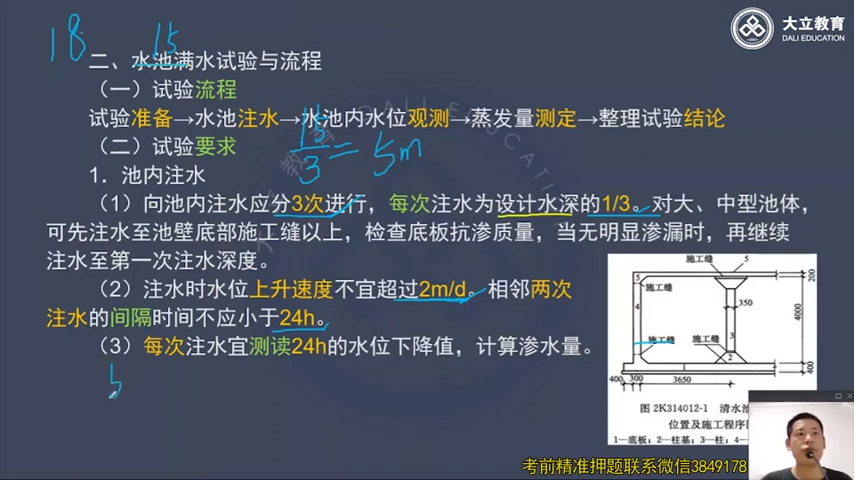 18 15
大立教育
DALI EDUCATION
二、水池满水试验与流程
（一）试验流程
试验准备→水池注水→水池内水位观测→蒸发量测定→整理试验结论
（二）试验要求
15/3=5m
1．池内注水
（1）向池内注水应分3次进行，每次注水为设计水深的1/3。对大、中型池体，
可先注水至池壁底部施工缝以上，检查底板抗渗质量，当无明显渗漏时，再继续
注水至第一次注水深度。
（2）注水时水位上升速度不宜超过2m/d。相邻两次
注水的间隔时间不应小于24h。
（3）每次注水宜测读24h的水位下降值，计算渗水量。
施工缝
5
5
施工缝
200
350
4
4000
3
施工缝
2
400
400 300 3650
图 2K314012-1 清水池
位置及施工程序
1—底板；2—柱基；3—柱；4—
考前精准押题联系微信3849178